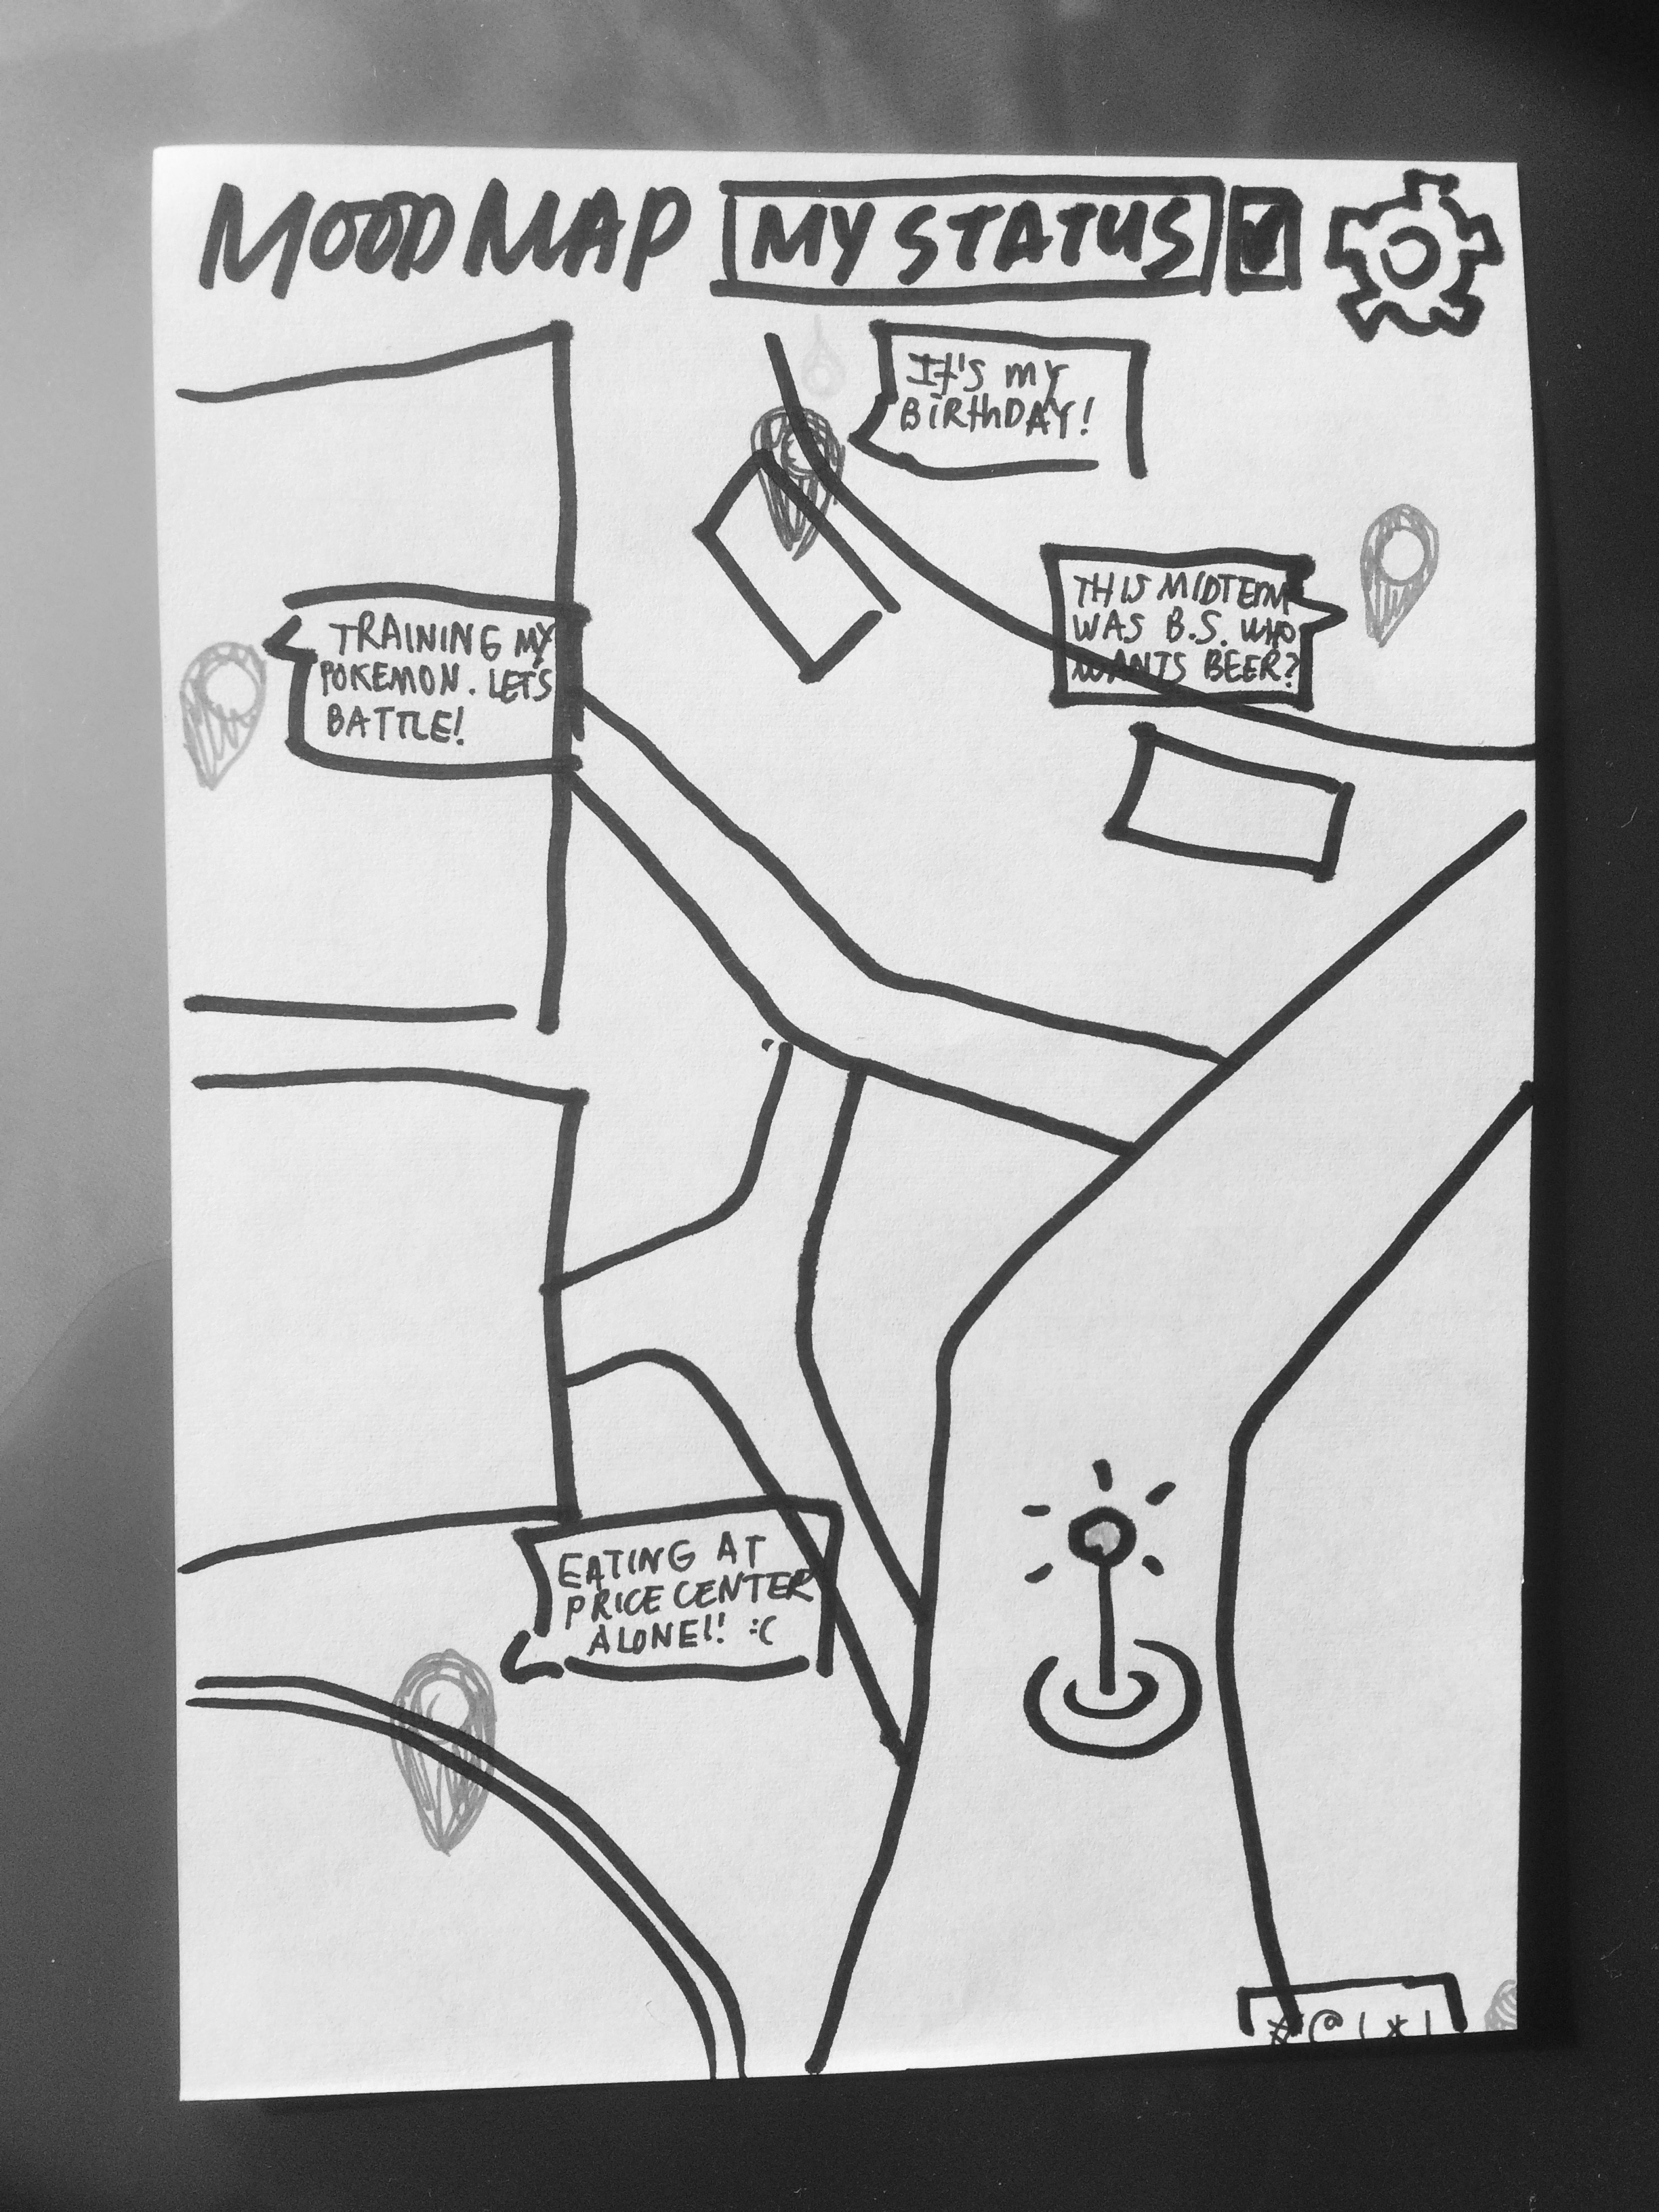 MOOD MAP MY STATUS
It's my
BiRthDAY!
THIS MIDTERM
WAS B.S. WHO
WANTS BEER?
TRAINING MY
POKEMON. LET'S
BATTLE!
EATING AT
PRICE CENTER
ALONE!! :C